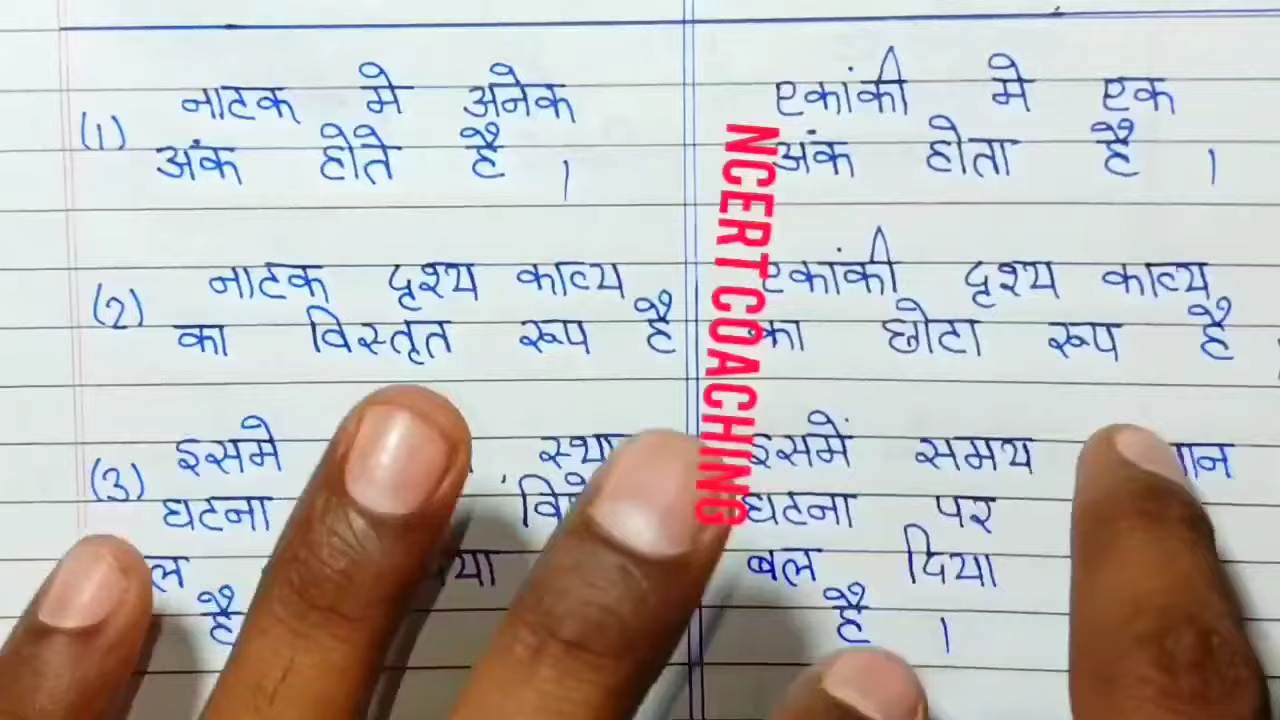 (1) नाटक मे अनेक
अंक होते है ।
एकांकी मे एक
अंक होता है ।
(2) नाटक दृश्य काव्य
का विस्तृत रूप है
एकांकी दृश्य काव्य
का छोटा रूप है ।
(3) इसमे
घटना
है
इसमें समय
घटना पर
बल दिया
है ।
NCERT COACHING